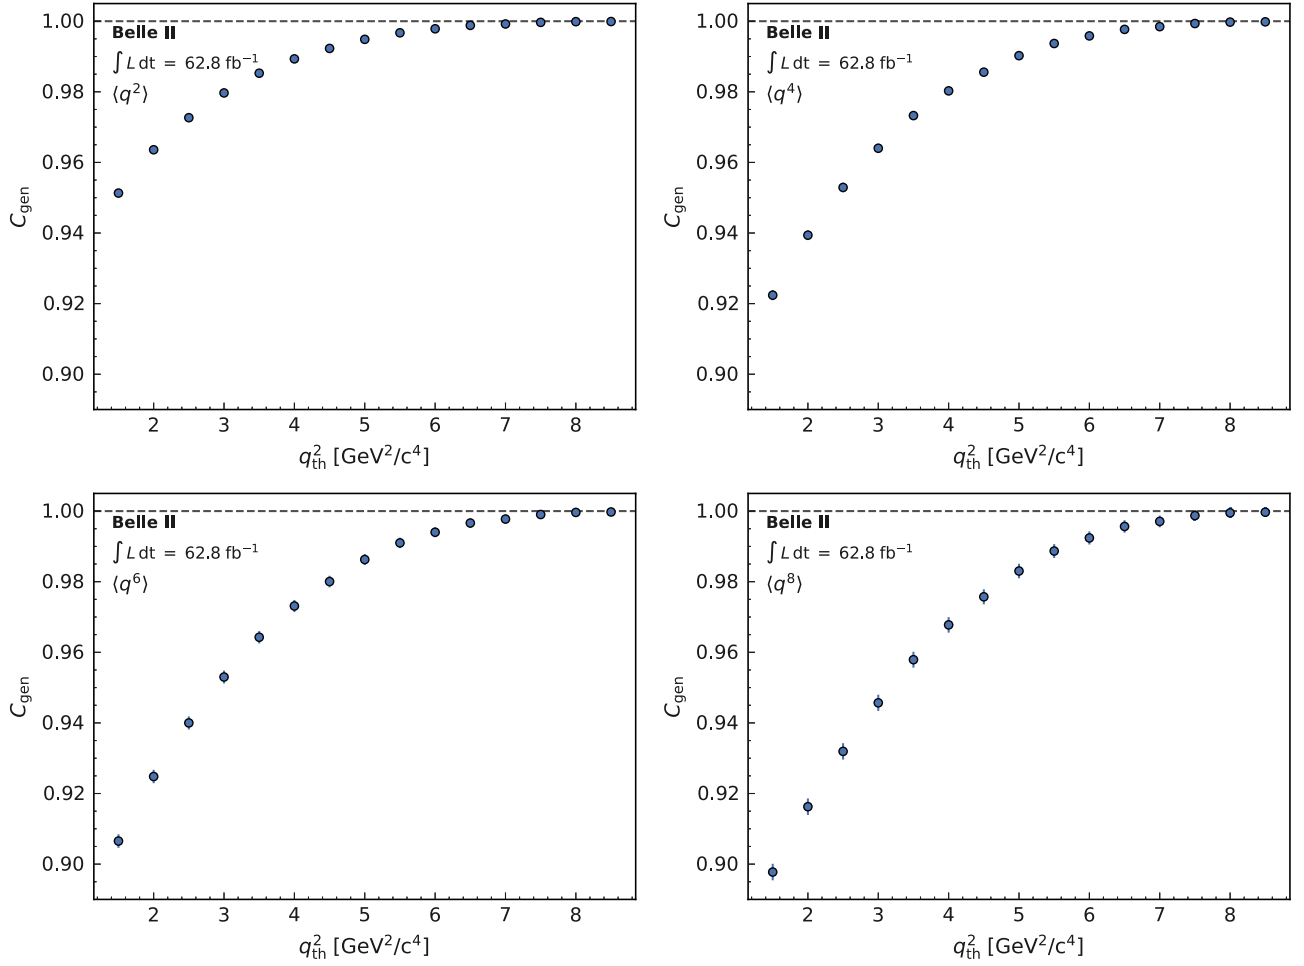 1.00
0.98
0.96
0.94
0.92
0.90
C_gen
Belle II
∫ L dt = 62.8 fb⁻¹
⟨q²⟩
2 3 4 5 6 7 8
q²_th [GeV²/c⁴]
1.00
0.98
0.96
0.94
0.92
0.90
C_gen
Belle II
∫ L dt = 62.8 fb⁻¹
⟨q⁴⟩
2 3 4 5 6 7 8
q²_th [GeV²/c⁴]
1.00
0.98
0.96
0.94
0.92
0.90
C_gen
Belle II
∫ L dt = 62.8 fb⁻¹
⟨q⁶⟩
2 3 4 5 6 7 8
q²_th [GeV²/c⁴]
1.00
0.98
0.96
0.94
0.92
0.90
C_gen
Belle II
∫ L dt = 62.8 fb⁻¹
⟨q⁸⟩
2 3 4 5 6 7 8
q²_th [GeV²/c⁴]